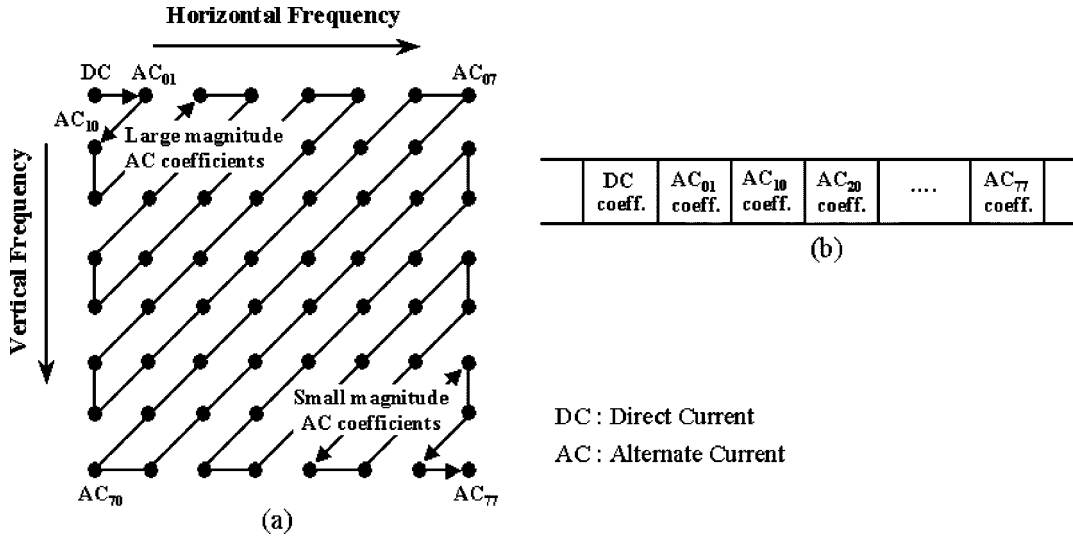 Horizontal Frequency
DC AC01 AC07
AC10
Large magnitude
AC coefficients
Vertical Frequency
Small magnitude
AC coefficients
AC70 AC77
(a)
DC coeff. AC01 coeff. AC10 coeff. AC20 coeff. .... AC77 coeff.
(b)
DC : Direct Current
AC : Alternate Current